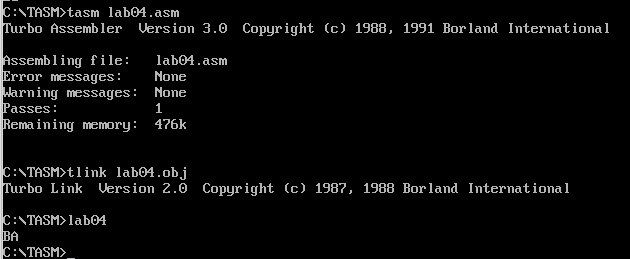 C:\TASM>tasm lab04.asm
Turbo Assembler  Version 3.0  Copyright (c) 1988, 1991 Borland International
Assembling file:   lab04.asm
Error messages:    None
Warning messages:  None
Passes:            1
Remaining memory:  476k
C:\TASM>tlink lab04.obj
Turbo Link  Version 2.0  Copyright (c) 1987, 1988 Borland International
C:\TASM>lab04
BA
C:\TASM>_